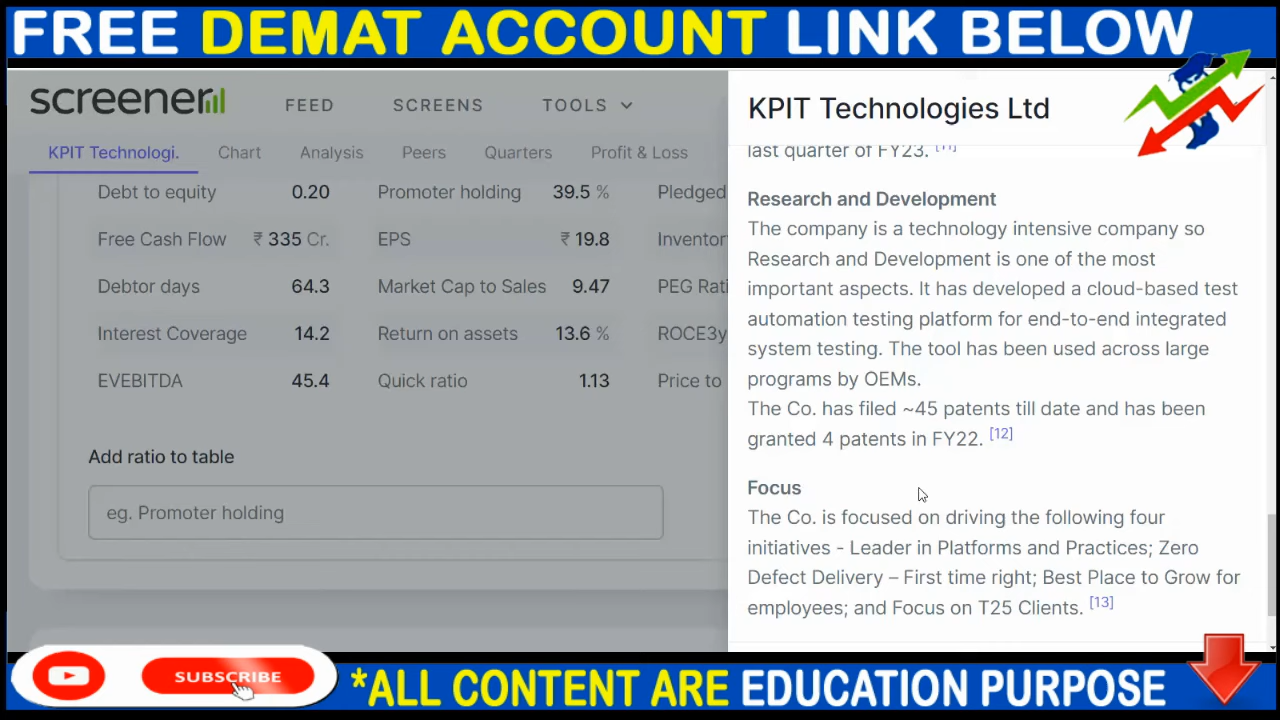 FREE DEMAT ACCOUNT LINK BELOW
screener
FEED SCREENS TOOLS
KPIT Technologi. Chart Analysis Peers Quarters Profit & Loss
Debt to equity 0.20 Promoter holding 39.5 % Pledged
Free Cash Flow ₹ 335 Cr. EPS ₹ 19.8 Inventor
Debtor days 64.3 Market Cap to Sales 9.47 PEG Rati
Interest Coverage 14.2 Return on assets 13.6 % ROCE3y
EVEBITDA 45.4 Quick ratio 1.13 Price to
Add ratio to table
eg. Promoter holding
KPIT Technologies Ltd
last quarter of FY23. [11]
Research and Development
The company is a technology intensive company so
Research and Development is one of the most
important aspects. It has developed a cloud-based test
automation testing platform for end-to-end integrated
system testing. The tool has been used across large
programs by OEMs.
The Co. has filed ~45 patents till date and has been
granted 4 patents in FY22. [12]
Focus
The Co. is focused on driving the following four
initiatives - Leader in Platforms and Practices; Zero
Defect Delivery – First time right; Best Place to Grow for
employees; and Focus on T25 Clients. [13]
SUBSCRIBE
*ALL CONTENT ARE EDUCATION PURPOSE